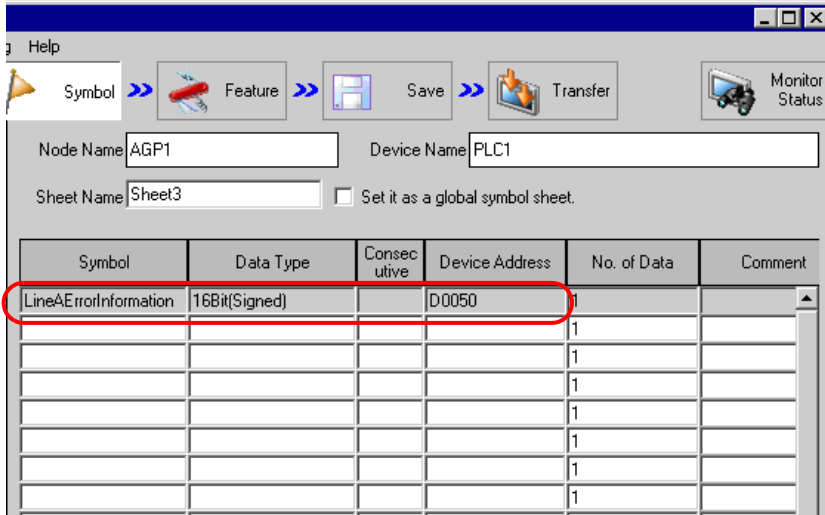 Help
Symbol Feature Save Transfer Monitor Status
Node Name AGP1 Device Name PLC1
Sheet Name Sheet3 Set it as a global symbol sheet.
Symbol Data Type Consecutive Device Address No. of Data Comment
LineAErrorInformation 16Bit(Signed) D0050 1
1
1
1
1
1
1
1